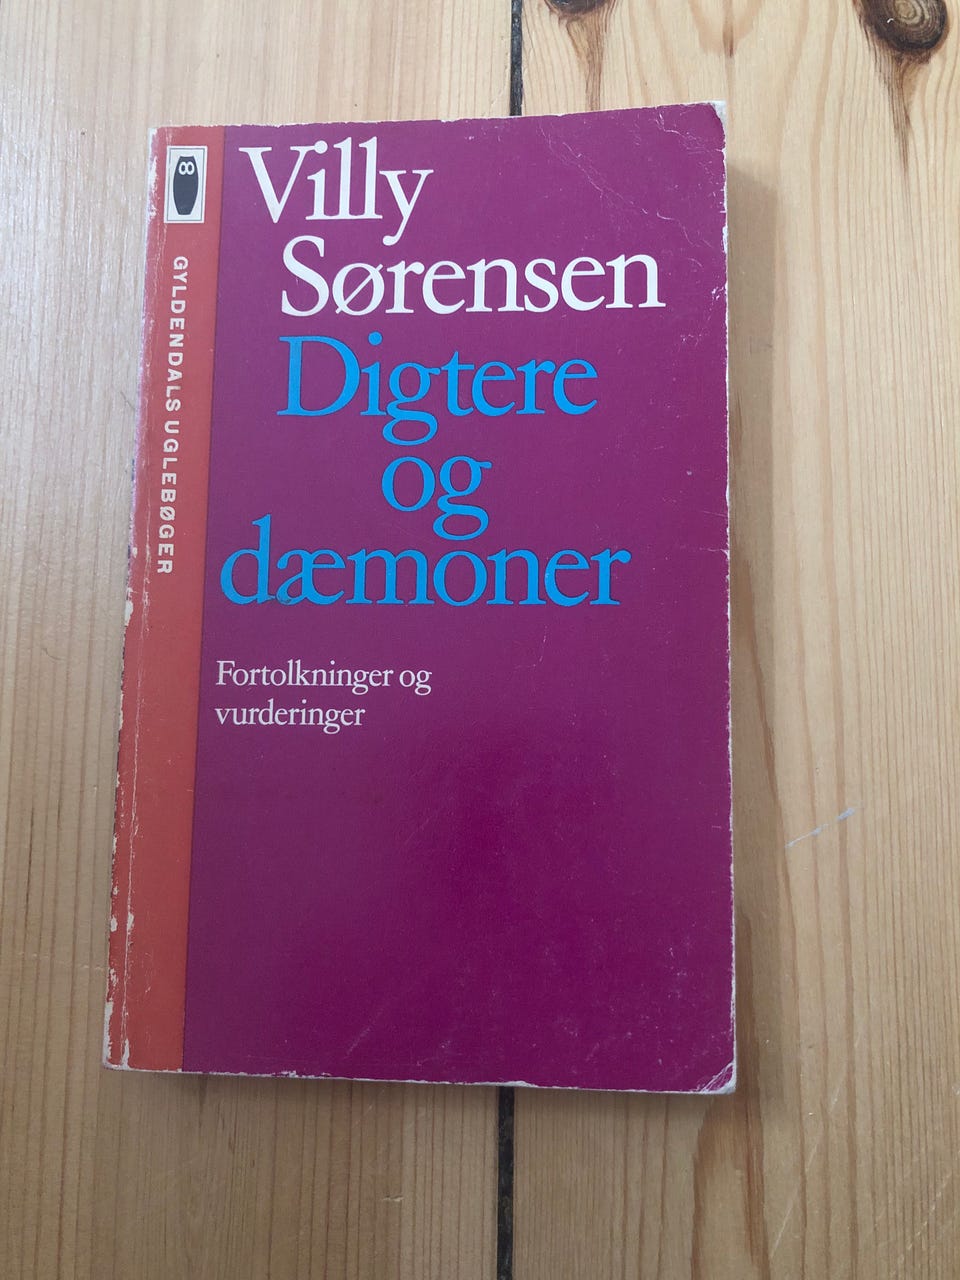 Villy
Sørensen
Digtere
og
dæmoner
Fortolkninger og
vurderinger
GYLDENDALS UGLEBØGER